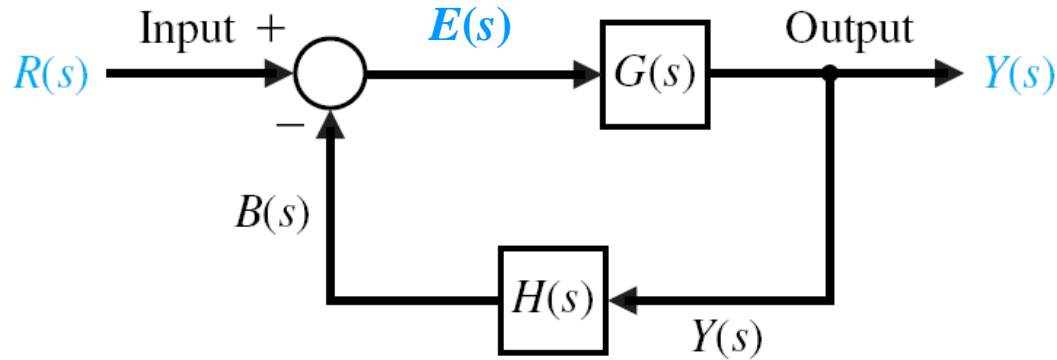 Input + E(s) Output
R(s) G(s) Y(s)
−
B(s)
H(s)
Y(s)